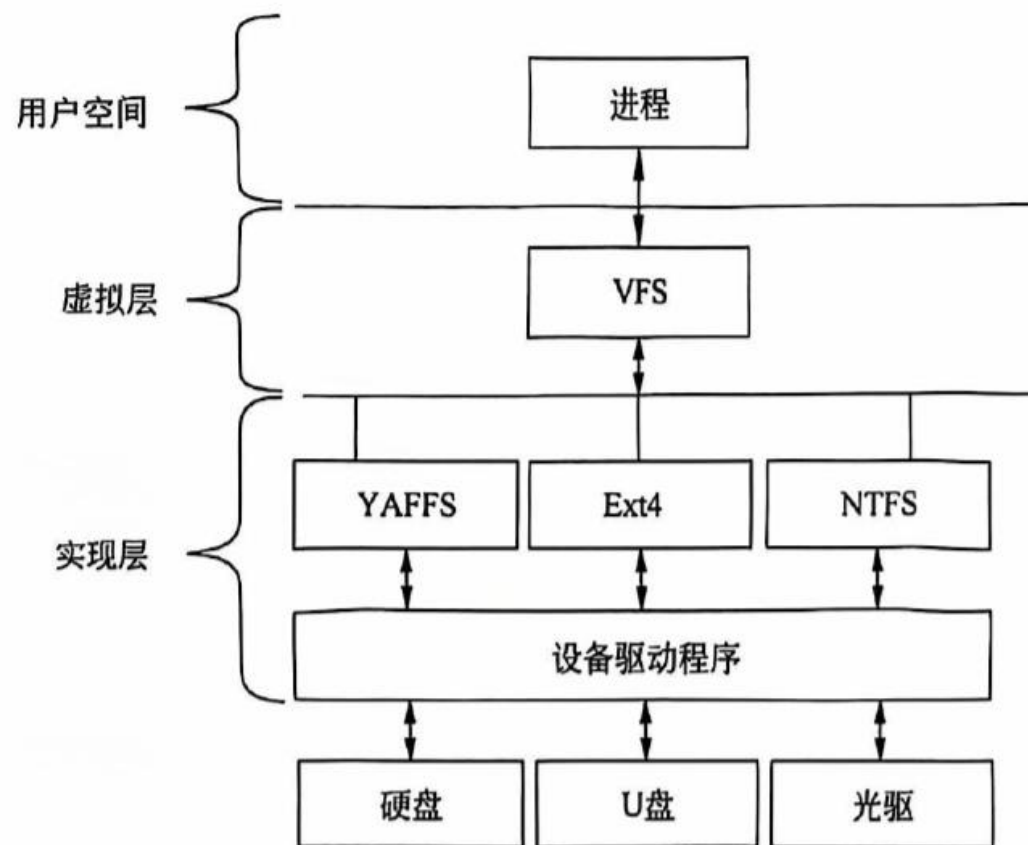 用户空间
进程
虚拟层
VFS
实现层
YAFFS
Ext4
NTFS
设备驱动程序
硬盘
U盘
光驱